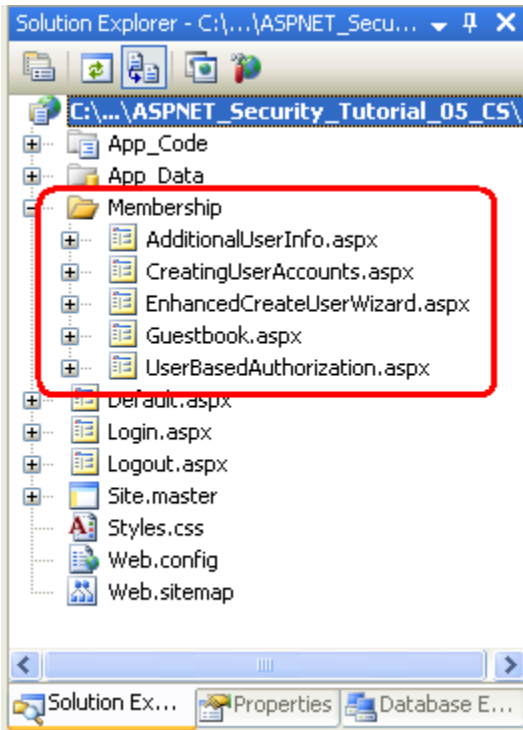 Solution Explorer - C:\...\ASPNET_Secu...
C:\...\ASPNET_Security_Tutorial_05_CS\
App_Code
App_Data
Membership
AdditionalUserInfo.aspx
CreatingUserAccounts.aspx
EnhancedCreateUserWizard.aspx
Guestbook.aspx
UserBasedAuthorization.aspx
Default.aspx
Login.aspx
Logout.aspx
Site.master
Styles.css
Web.config
Web.sitemap
Solution Ex... Properties Database E...